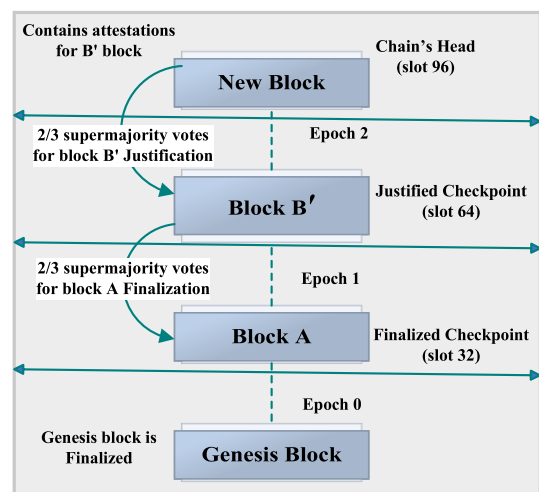 Contains attestations
for B' block
Chain's Head
(slot 96)
New Block
Epoch 2
2/3 supermajority votes
for block B' Justification
Block B′
Justified Checkpoint
(slot 64)
2/3 supermajority votes
for block A Finalization
Epoch 1
Block A
Finalized Checkpoint
(slot 32)
Epoch 0
Genesis block is
Finalized
Genesis Block